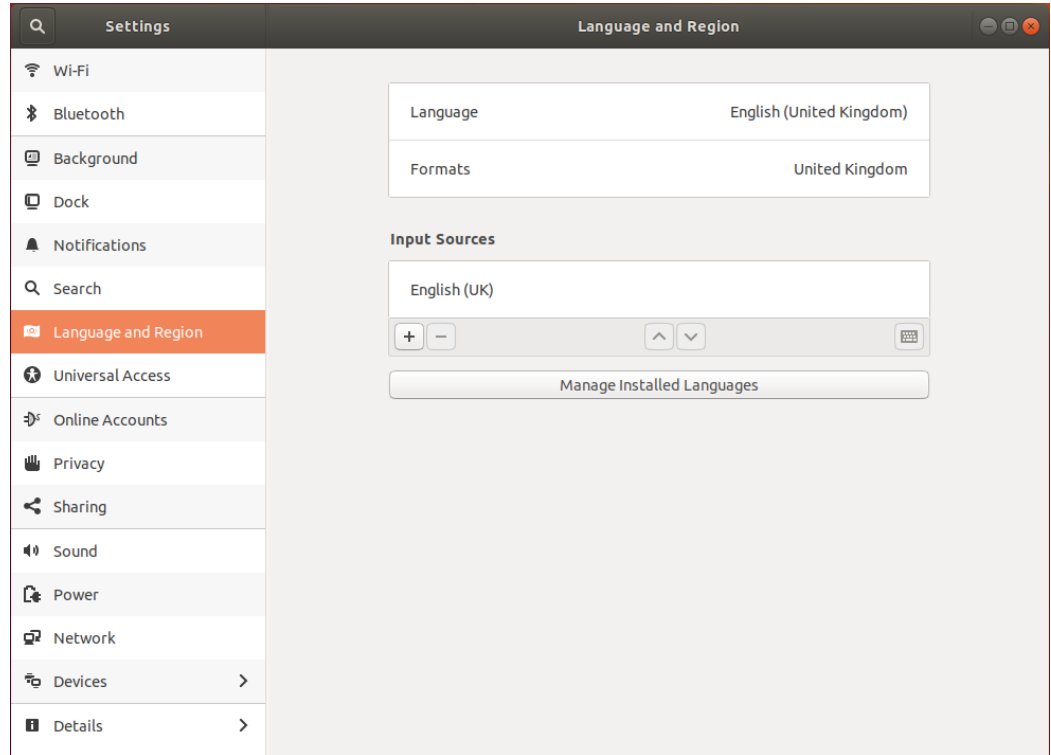 Settings
Language and Region
Wi-Fi
Bluetooth
Background
Dock
Notifications
Search
Language and Region
Universal Access
Online Accounts
Privacy
Sharing
Sound
Power
Network
Devices
Details
Language English (United Kingdom)
Formats United Kingdom
Input Sources
English (UK)
Manage Installed Languages